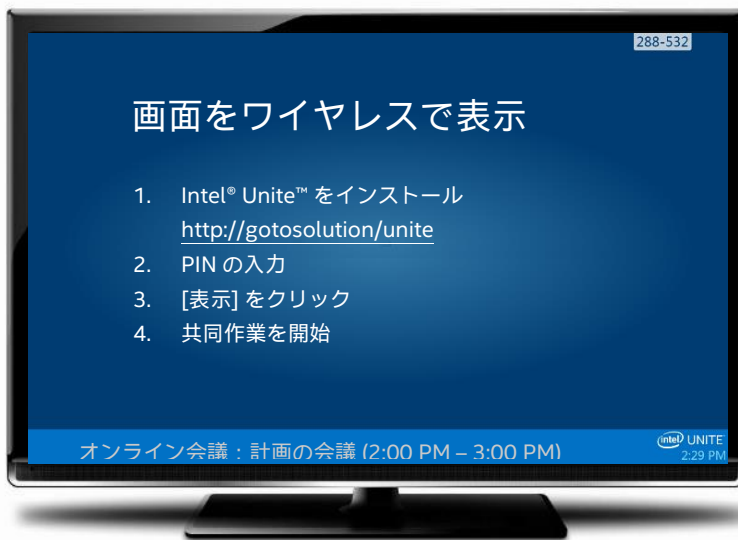 288-532
画面をワイヤレスで表示
1. Intel® Unite™ をインストール
http://gotosolution/unite
2. PIN の入力
3. [表示] をクリック
4. 共同作業を開始
オンライン会議：計画の会議 (2:00 PM – 3:00 PM)
intel UNITE
2:29 PM